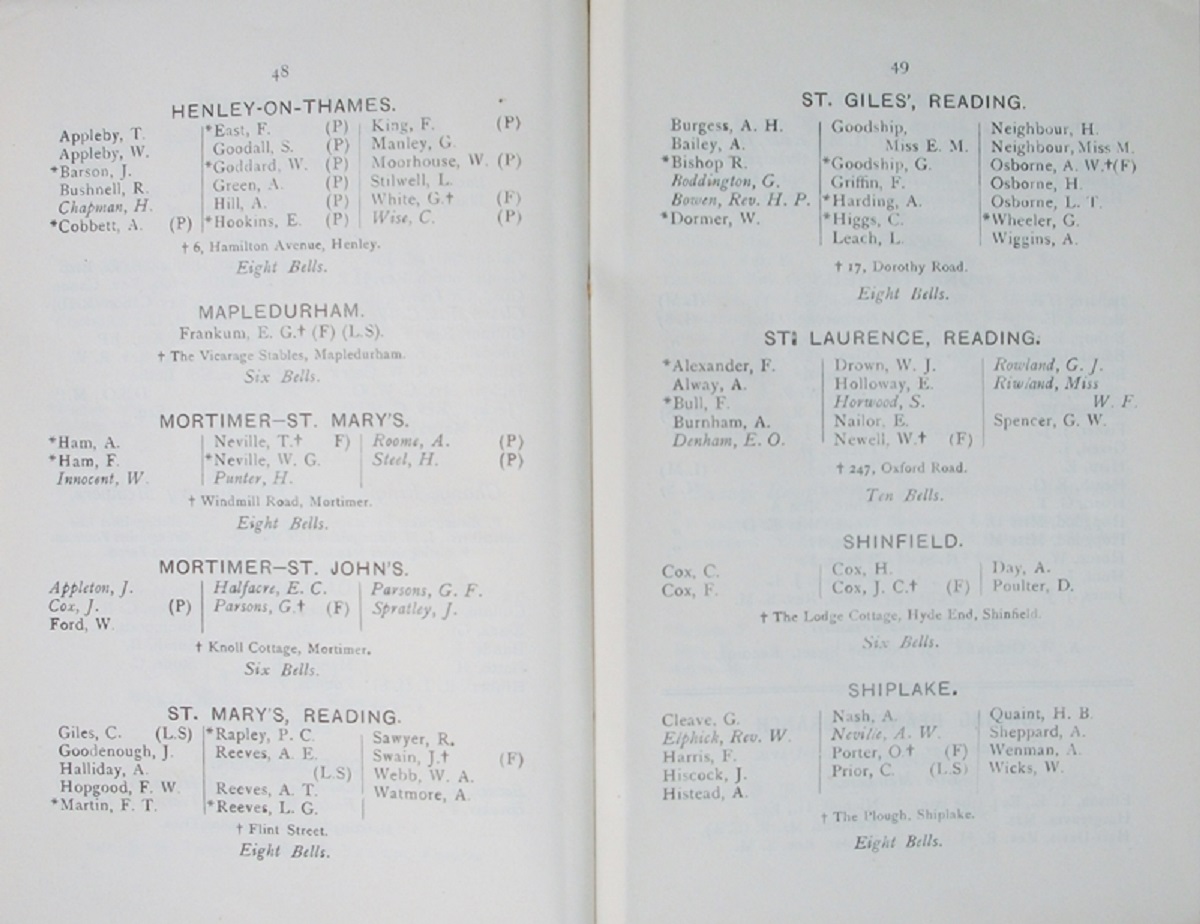 48
HENLEY-ON-THAMES.
Appleby, T.
Appleby, W.
*Barson, J.
Bushnell, R.
Chapman, H.
*Cobbett, A. (P)
*East, F. (P)
Goodall, S. (P)
*Goddard, W. (P)
Green, A. (P)
Hill, A. (P)
*Hookins, E. (P)
King, F. (P)
Manley, G.
Moorhouse, W. (P)
Stilwell, L.
White, G.† (F)
Wise, C. (P)
† 6, Hamilton Avenue, Henley.
Eight Bells.
MAPLEDURHAM.
Frankum, E. G.† (F) (L.S).
† The Vicarage Stables, Mapledurham.
Six Bells.
MORTIMER—ST. MARY'S.
*Ham, A.
*Ham, F.
Innocent, W.
Neville, T.† F)
*Neville, W. G.
Punter, H.
Roome, A. (P)
Steel, H. (P)
† Windmill Road, Mortimer.
Eight Bells.
MORTIMER—ST. JOHN'S.
Appleton, J.
Cox, J. (P)
Ford, W.
Halfacre, E. C.
Parsons, G.† (F)
Parsons, G. F.
Spratley, J.
† Knoll Cottage, Mortimer.
Six Bells.
ST. MARY'S, READING.
Giles, C. (L.S)
Goodenough, J.
Halliday, A.
Hopgood, F. W.
*Martin, F. T.
*Rapley, P. C.
Reeves, A. E.
(L.S)
Reeves, A. T.
*Reeves, L. G.
Sawyer, R.
Swain, J.† (F)
Webb, W. A.
Watmore, A.
† Flint Street.
Eight Bells.
49
ST. GILES', READING.
Burgess, A. H.
Bailey, A.
*Bishop R.
Boddington, G.
Bowen, Rev. H. P.
*Dormer, W.
Goodship,
Miss E. M.
*Goodship, G.
Griffin, F.
*Harding, A.
*Higgs, C.
Leach, L.
Neighbour, H.
Neighbour, Miss M.
Osborne, A. W.†(F)
Osborne, H.
Osborne, L. T.
*Wheeler, G.
Wiggins, A.
† 17, Dorothy Road.
Eight Bells.
ST. LAURENCE, READING.
*Alexander, F.
Alway, A.
*Bull, F.
Burnham, A.
Denham, E. O.
Drown, W. J.
Holloway, E.
Horwood, S.
Nailor, E.
Newell, W.† (F)
Rowland, G. J.
Riwland, Miss
W. F.
Spencer, G. W.
† 247, Oxford Road.
Ten Bells.
SHINFIELD.
Cox, C.
Cox, F.
Cox, H.
Cox, J. C.† (F)
Day, A.
Poulter, D.
† The Lodge Cottage, Hyde End, Shinfield.
Six Bells.
SHIPLAKE.
Cleave, G.
Elphick, Rev. W.
Harris, F.
Hiscock, J.
Histead, A.
Nash, A.
Neville, A. W.
Porter, O.† (F)
Prior, C. (L.S)
Quaint, H. B.
Sheppard, A.
Wenman, A.
Wicks, W.
† The Plough, Shiplake.
Eight Bells.